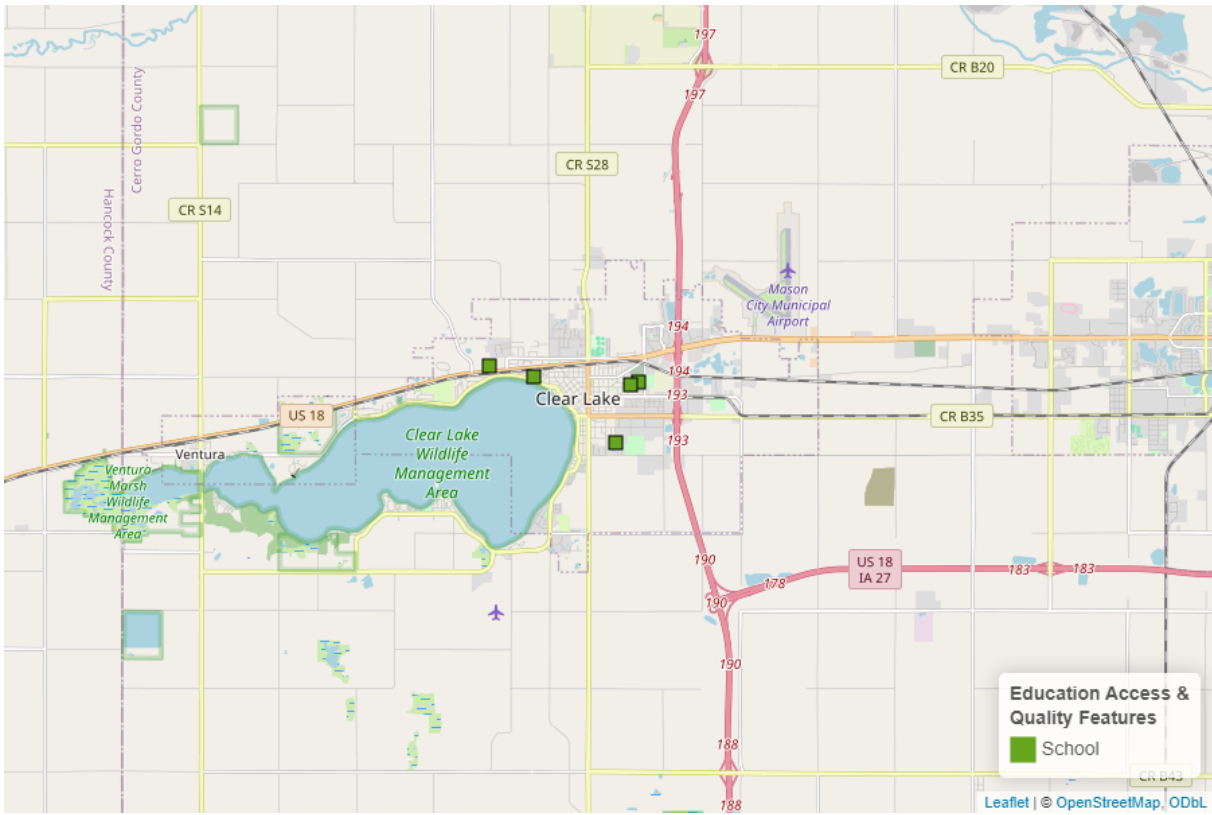 197
CR B20
197
Cerro Gordo County
Hancock County
CR S28
CR S14
Mason
City Municipal
Airport
194
194
193
Clear Lake
US 18
CR B35
193
Clear Lake
Wildlife
Management
Area
Ventura
Ventura
Marsh
Wildlife
Management
Area
190
US 18
IA 27
178
183
183
190
190
Education Access &
Quality Features
School
188
CR B43
188
Leaflet | © OpenStreetMap, ODbL